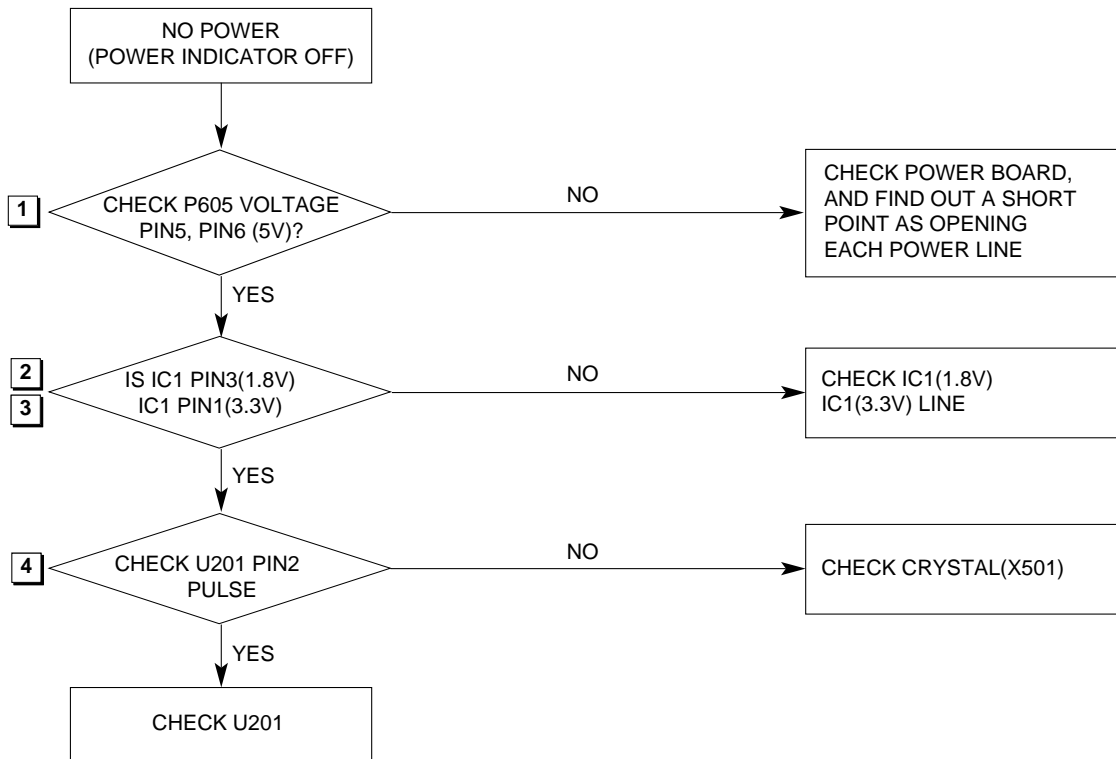 NO POWER
(POWER INDICATOR OFF)
1
CHECK P605 VOLTAGE
PIN5, PIN6 (5V)?
NO
CHECK POWER BOARD,
AND FIND OUT A SHORT
POINT AS OPENING
EACH POWER LINE
YES
2
3
IS IC1 PIN3(1.8V)
IC1 PIN1(3.3V)
NO
CHECK IC1(1.8V)
IC1(3.3V) LINE
YES
4
CHECK U201 PIN2
PULSE
NO
CHECK CRYSTAL(X501)
YES
CHECK U201